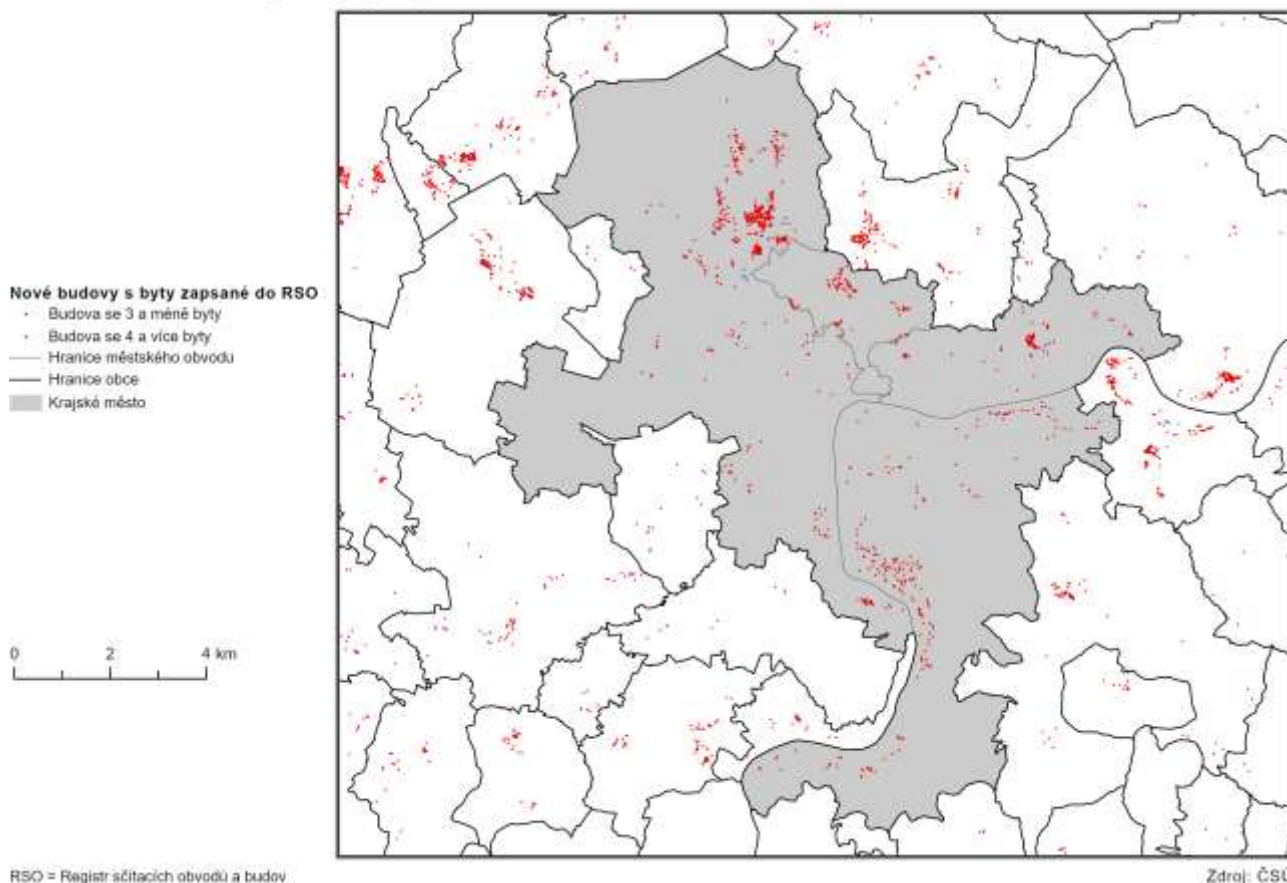 Nové budovy s byty zapsané do RSO
Budova se 3 a méně byty
Budova se 4 a více byty
Hranice městského obvodu
Hranice obce
Krajské město
0 2 4 km
RSO = Registr sčítacích obvodů a budov
Zdroj: ČSÚ